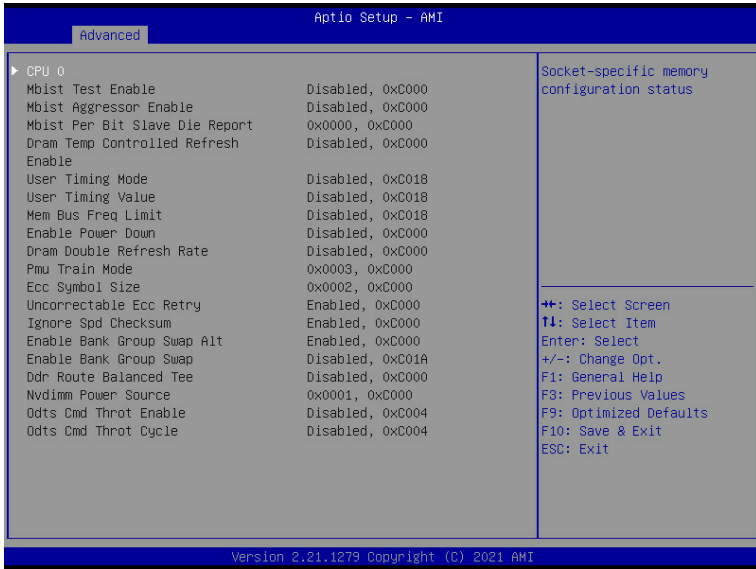 Aptio Setup – AMI
Advanced
▶ CPU 0
Mbist Test Enable Disabled, 0xC000
Mbist Aggressor Enable Disabled, 0xC000
Mbist Per Bit Slave Die Report 0x0000, 0xC000
Dram Temp Controlled Refresh Disabled, 0xC000
Enable
User Timing Mode Disabled, 0xC018
User Timing Value Disabled, 0xC018
Mem Bus Freq Limit Disabled, 0xC018
Enable Power Down Disabled, 0xC000
Dram Double Refresh Rate Disabled, 0xC000
Pmu Train Mode 0x0003, 0xC000
Ecc Symbol Size 0x0002, 0xC000
Uncorrectable Ecc Retry Enabled, 0xC000
Ignore Spd Checksum Enabled, 0xC000
Enable Bank Group Swap Alt Enabled, 0xC000
Enable Bank Group Swap Disabled, 0xC01A
Ddr Route Balanced Tee Disabled, 0xC000
Nvdimm Power Source 0x0001, 0xC000
Odts Cmd Throt Enable Disabled, 0xC004
Odts Cmd Throt Cycle Disabled, 0xC004
Socket-specific memory
configuration status
→←: Select Screen
↑↓: Select Item
Enter: Select
+/-: Change Opt.
F1: General Help
F3: Previous Values
F9: Optimized Defaults
F10: Save & Exit
ESC: Exit
Version 2.21.1279 Copyright (C) 2021 AMI